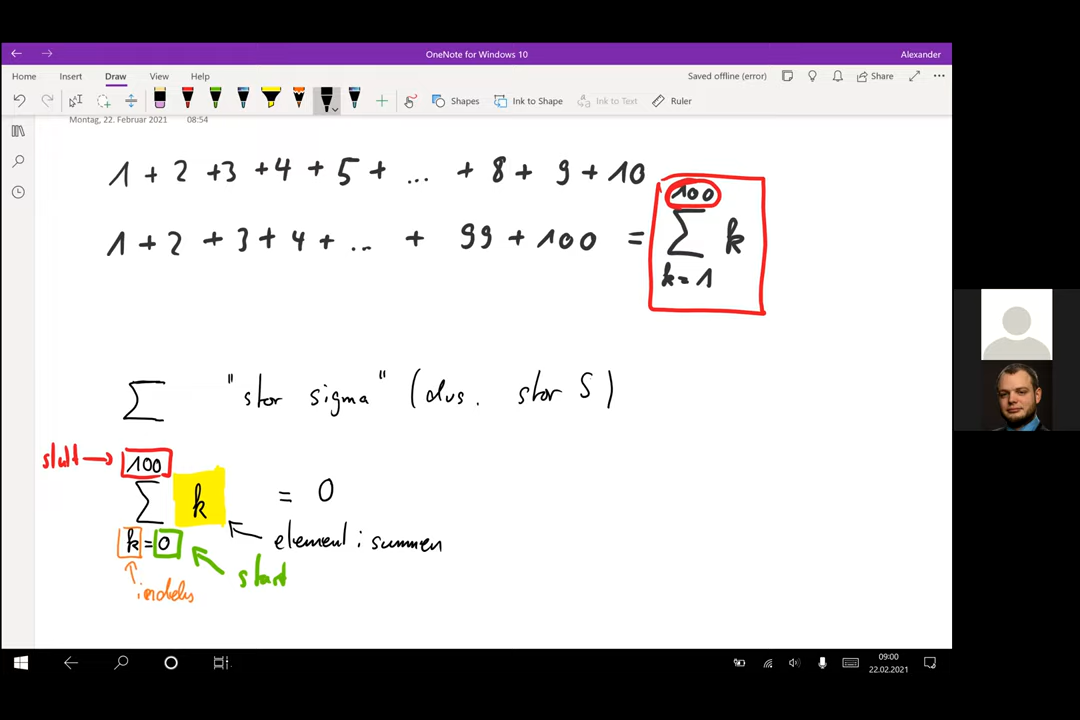 OneNote for Windows 10
Alexander
Home Insert Draw View Help
Saved offline (error)
Share
Shapes Ink to Shape Ink to Text Ruler
Montag, 22. Februar 2021 08:54
1 + 2 + 3 + 4 + 5 + ... + 8 + 9 + 10
100
1 + 2 + 3 + 4 + ... + 99 + 100 = ∑ k
k = 1
∑ "stor sigma" (dvs. stor S)
slutt → 100
∑ k = 0
k = 0
element i summen
start
indeks
09:00
22.02.2021